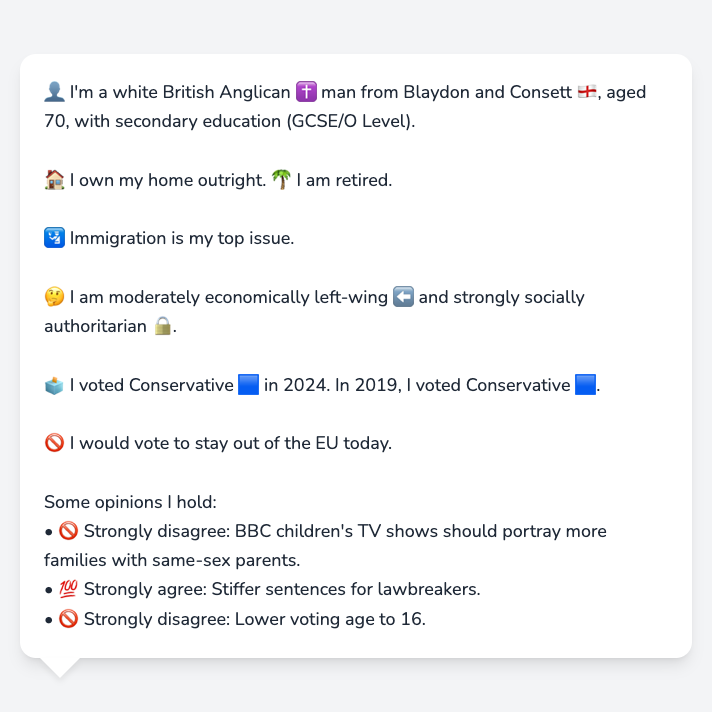 👤 I'm a white British Anglican ✝️ man from Blaydon and Consett 🏴󠁧󠁢󠁥󠁮󠁧󠁿, aged
70, with secondary education (GCSE/O Level).
🏠 I own my home outright. 🌴 I am retired.
🛂 Immigration is my top issue.
🤔 I am moderately economically left-wing ⬅️ and strongly socially
authoritarian 🔒.
🗳️ I voted Conservative 🟦 in 2024. In 2019, I voted Conservative 🟦.
🚫 I would vote to stay out of the EU today.
Some opinions I hold:
• 🚫 Strongly disagree: BBC children's TV shows should portray more
families with same-sex parents.
• 💯 Strongly agree: Stiffer sentences for lawbreakers.
• 🚫 Strongly disagree: Lower voting age to 16.